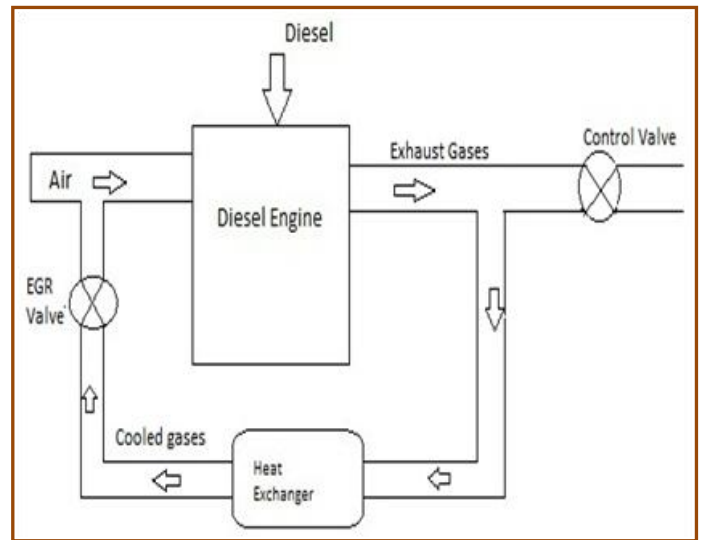 Diesel
Control Valve
Exhaust Gases
Air
Diesel Engine
EGR
Valve
Cooled gases
Heat
Exchanger